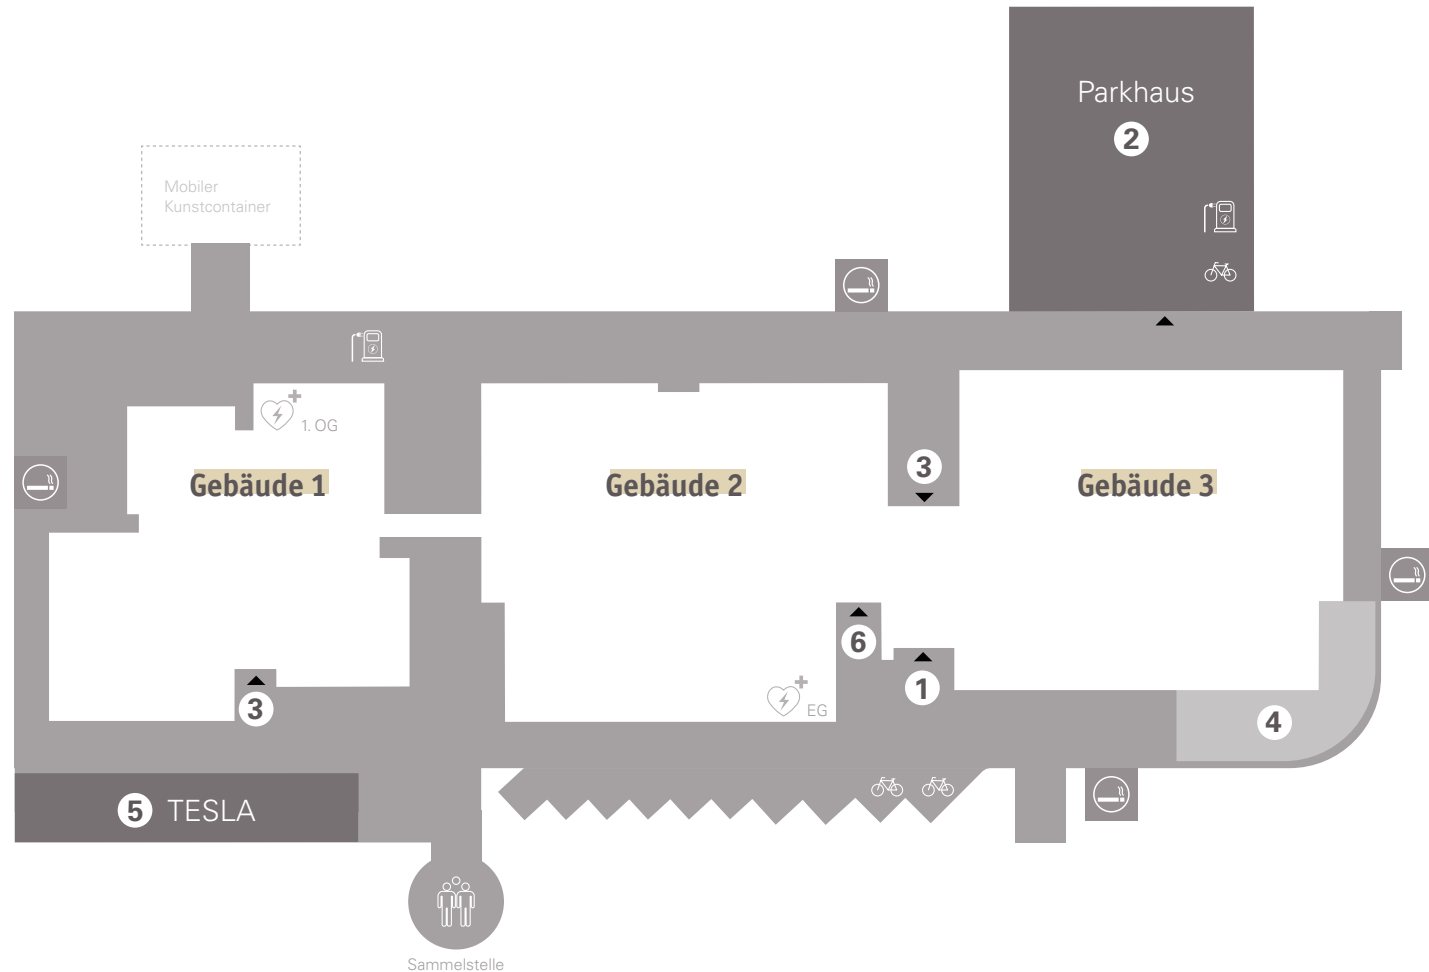 Parkhaus
2
Mobiler
Kunstcontainer
1. OG
3
Gebäude 1
Gebäude 2
Gebäude 3
6
1
3
EG
4
5 TESLA
Sammelstelle